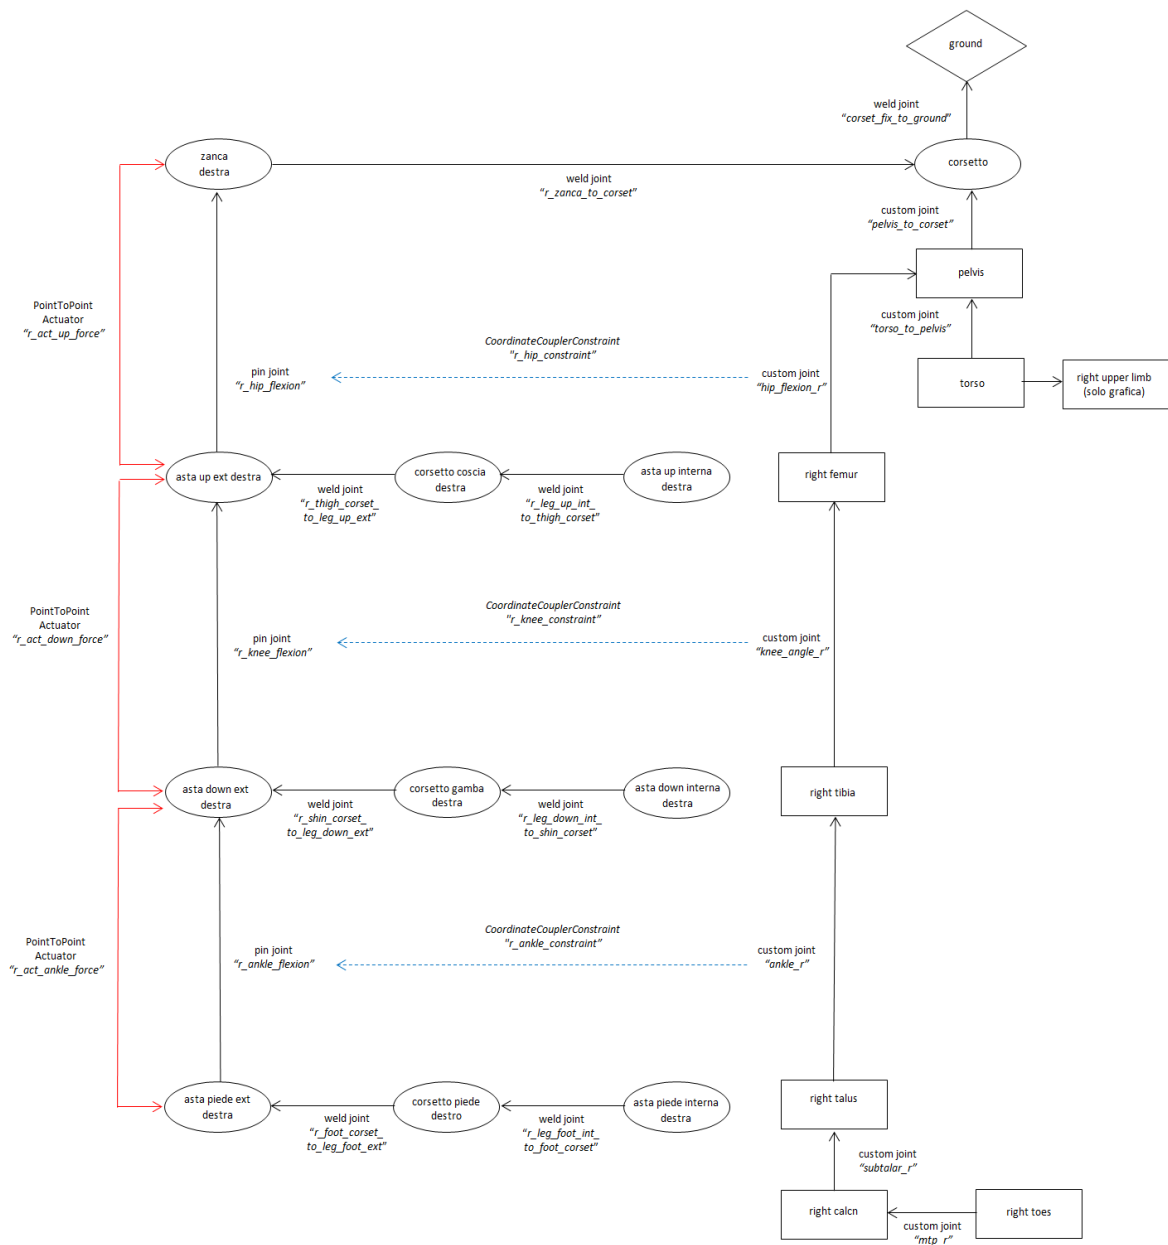 ground
weld joint
“corset_fix_to_ground”
zanca
destra
corsetto
weld joint
“r_zanca_to_corset”
custom joint
“pelvis_to_corset”
pelvis
PointToPoint
Actuator
“r_act_up_force”
custom joint
“torso_to_pelvis”
CoordinateCouplerConstraint
"r_hip_constraint”
pin joint
“r_hip_flexion”
custom joint
“hip_flexion_r”
torso
right upper limb
(solo grafica)
asta up ext destra
corsetto coscia
destra
asta up interna
destra
right femur
weld joint
“r_thigh_corset_
to_leg_up_ext”
weld joint
“r_leg_up_int_
to_thigh_corset”
PointToPoint
Actuator
“r_act_down_force”
CoordinateCouplerConstraint
"r_knee_constraint”
pin joint
“r_knee_flexion”
custom joint
“knee_angle_r”
asta down ext
destra
corsetto gamba
destra
asta down interna
destra
right tibia
weld joint
“r_shin_corset_
to_leg_down_ext”
weld joint
“r_leg_down_int_
to_shin_corset”
PointToPoint
Actuator
“r_act_ankle_force”
CoordinateCouplerConstraint
"r_ankle_constraint”
pin joint
“r_ankle_flexion”
custom joint
“ankle_r”
asta piede ext
destra
corsetto piede
destro
asta piede interna
destra
right talus
weld joint
“r_foot_corset_
to_leg_foot_ext”
weld joint
“r_leg_foot_int_
to_foot_corset”
custom joint
“subtalar_r”
right calcn
right toes
custom joint
“mtp_r”